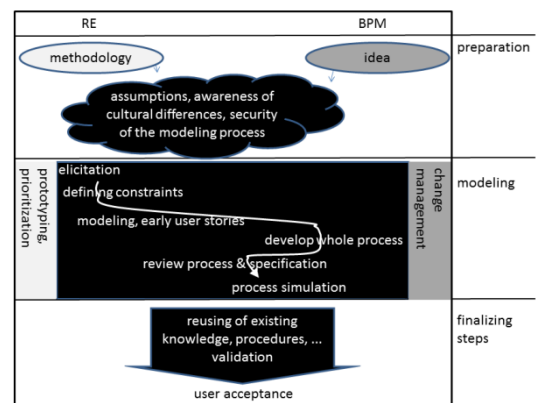 RE
BPM
methodology
idea
preparation
assumptions, awareness of
cultural differences, security
of the modeling process
prototyping,
prioritization
elicitation
defining constraints
modeling, early user stories
develop whole process
review process & specification
process simulation
change
management
modeling
reusing of existing
knowledge, procedures, ...
validation
finalizing
steps
user acceptance